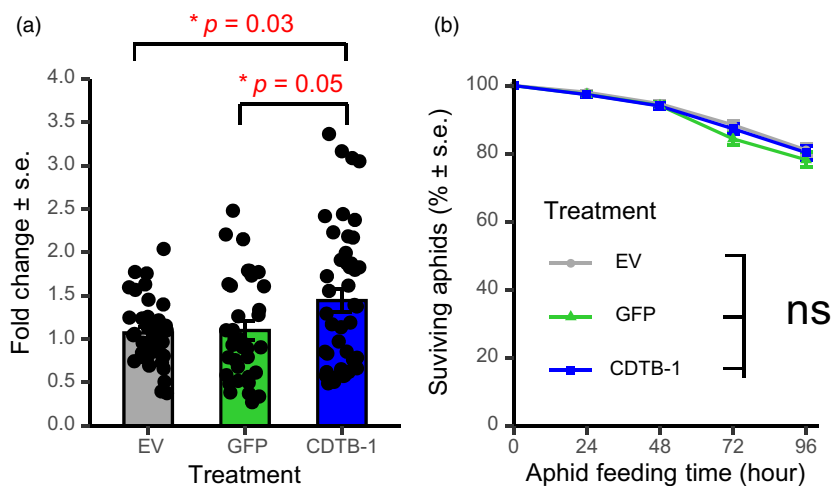 (a)
* p = 0.03
* p = 0.05
Fold change ± s.e.
4.0
3.5
3.0
2.5
2.0
1.5
1.0
0.5
0.0
EV GFP CDTB-1
Treatment
(b)
Suviving aphids (% ± s.e.)
100
80
60
40
20
0
Treatment
EV
GFP
CDTB-1
ns
0 24 48 72 96
Aphid feeding time (hour)